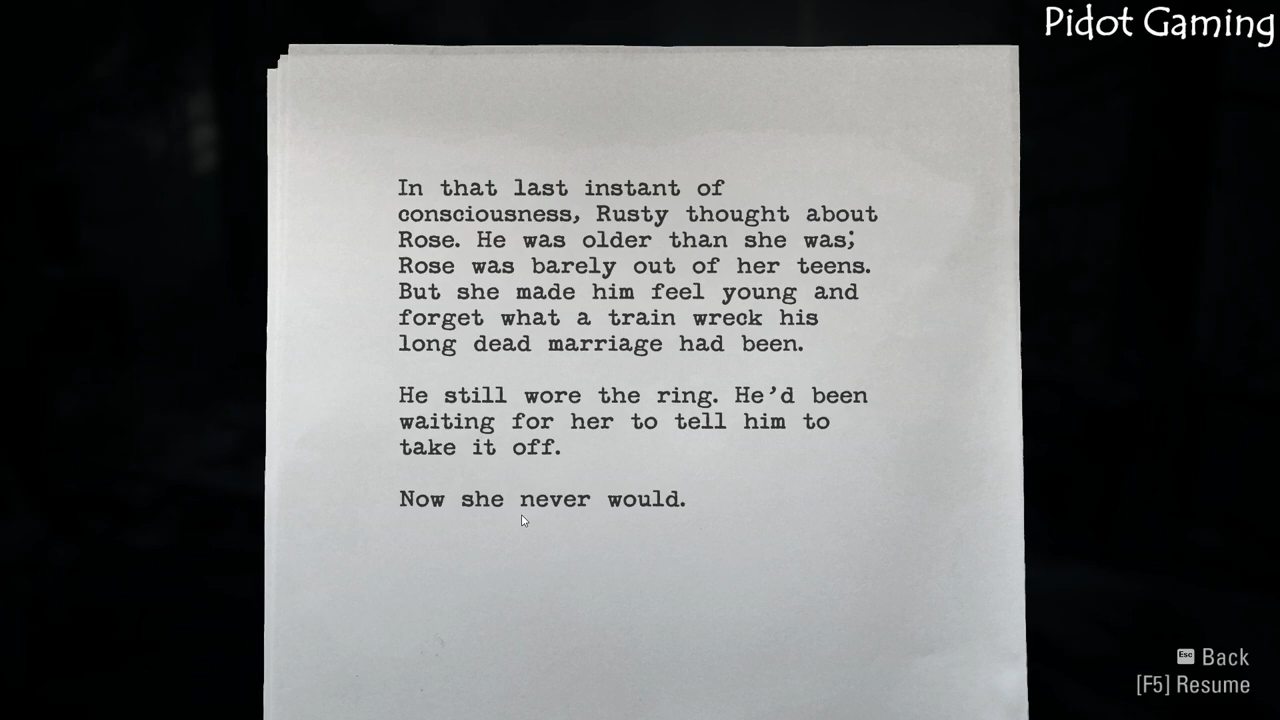 Pidot Gaming
In that last instant of
consciousness, Rusty thought about
Rose. He was older than she was;
Rose was barely out of her teens.
But she made him feel young and
forget what a train wreck his
long dead marriage had been.
He still wore the ring. He’d been
waiting for her to tell him to
take it off.
Now she never would.
Esc Back
[F5] Resume